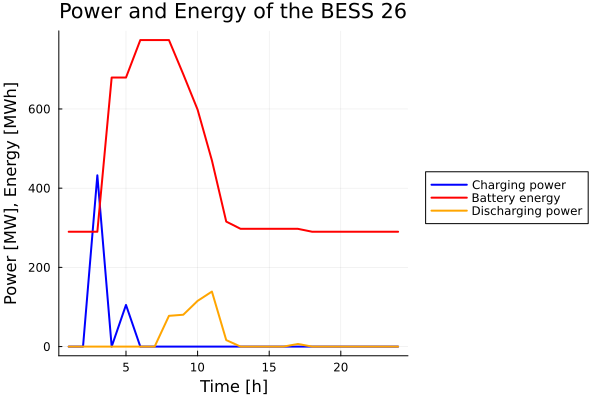 Power and Energy of the BESS 26
Power [MW], Energy [MWh]
600
400
200
0
5
10
15
20
Time [h]
Charging power
Battery energy
Discharging power